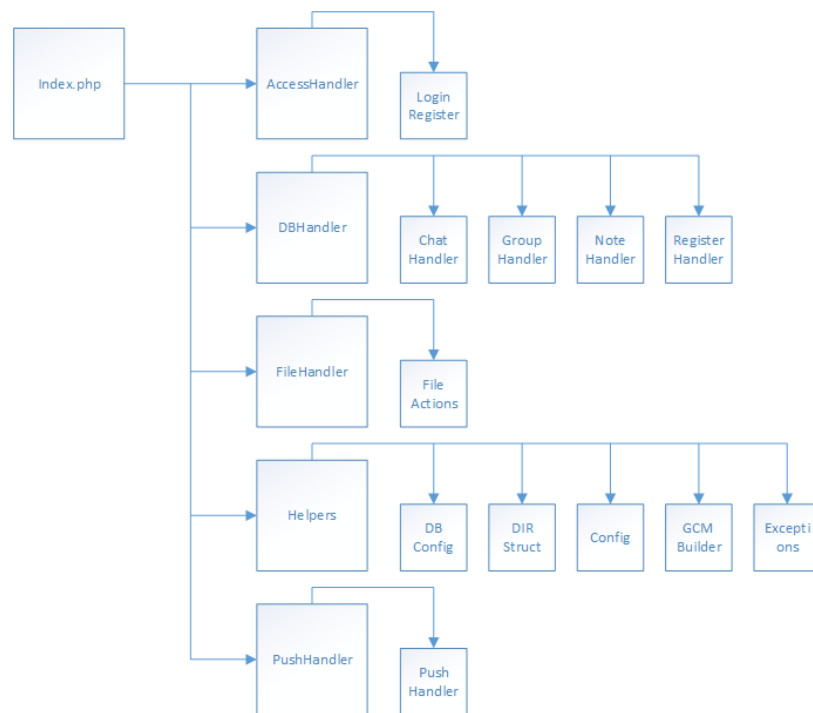 Index.php
AccessHandler
Login
Register
DBHandler
Chat
Handler
Group
Handler
Note
Handler
Register
Handler
FileHandler
File
Actions
Helpers
DB
Config
DIR
Struct
Config
GCM
Builder
Excepti
ons
PushHandler
Push
Handler